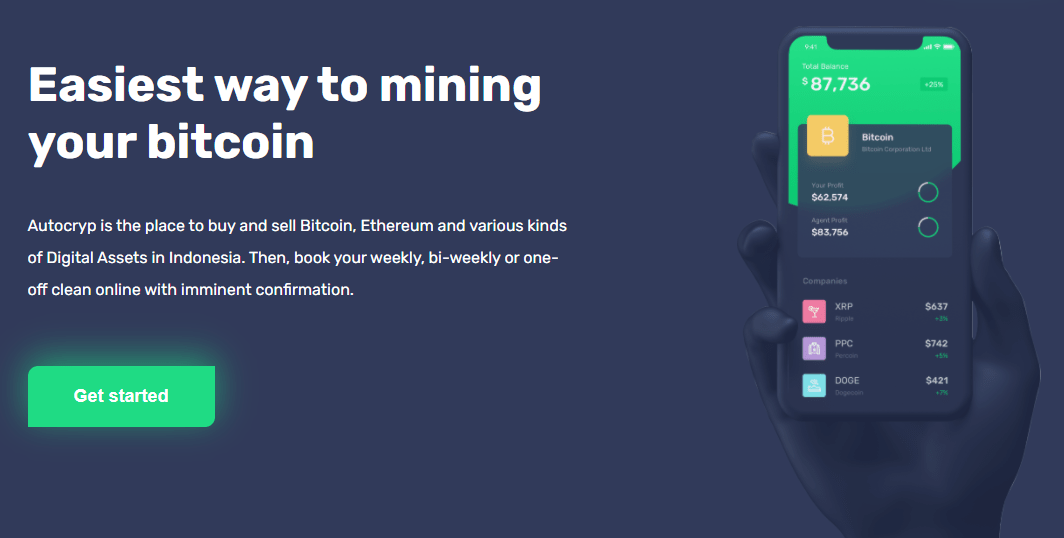 Easiest way to mining
your bitcoin
Autocryp is the place to buy and sell Bitcoin, Ethereum and various kinds
of Digital Assets in Indonesia. Then, book your weekly, bi-weekly or one-
off clean online with imminent confirmation.
Get started
9:41
Total Balance
$87,736
+25%
Bitcoin
Bitcoin Corporation Ltd
Your Profit
$62,574
Agent Profit
$83,756
Companies
XRP $637
Ripple +3%
PPC $742
+5%
DOGE $421
Dogecoin +7%